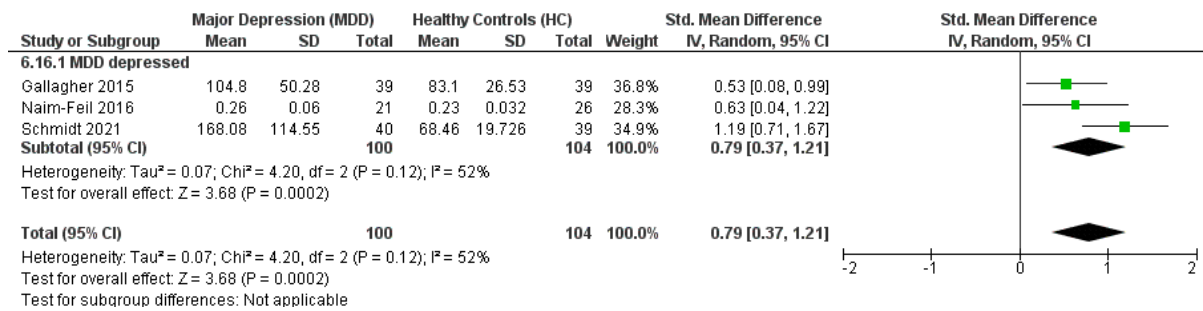 Major Depression (MDD) Healthy Controls (HC) Std. Mean Difference Std. Mean Difference
Study or Subgroup Mean SD Total Mean SD Total Weight IV, Random, 95% CI IV, Random, 95% CI
6.16.1 MDD depressed
Gallagher 2015 104.8 50.28 39 83.1 26.53 39 36.8% 0.53 [0.08, 0.99]
Naim-Feil 2016 0.26 0.06 21 0.23 0.032 26 28.3% 0.63 [0.04, 1.22]
Schmidt 2021 168.08 114.55 40 68.46 19.726 39 34.9% 1.19 [0.71, 1.67]
Subtotal (95% CI) 100 104 100.0% 0.79 [0.37, 1.21]
Heterogeneity: Tau² = 0.07; Chi² = 4.20, df = 2 (P = 0.12); I² = 52%
Test for overall effect: Z = 3.68 (P = 0.0002)
Total (95% CI) 100 104 100.0% 0.79 [0.37, 1.21]
Heterogeneity: Tau² = 0.07; Chi² = 4.20, df = 2 (P = 0.12); I² = 52%
Test for overall effect: Z = 3.68 (P = 0.0002)
Test for subgroup differences: Not applicable
-2 -1 0 1 2